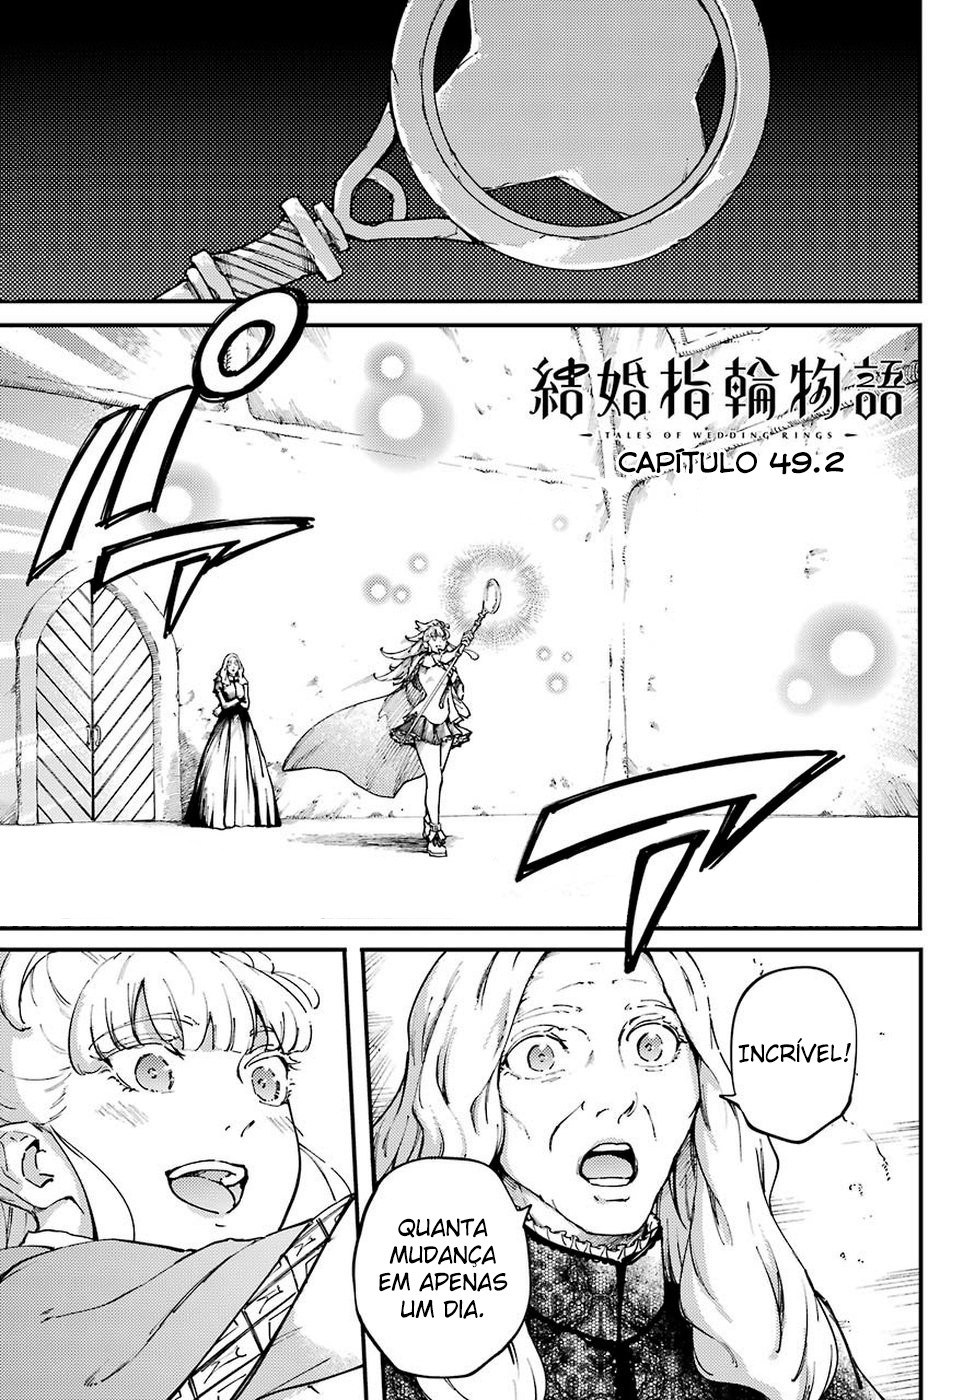 結婚指輪物語
TALES OF WEDDING RINGS
CAPÍTULO 49.2
パァァ
INCRÍVEL!
QUANTA
MUDANÇA
EM APENAS
UM DIA.